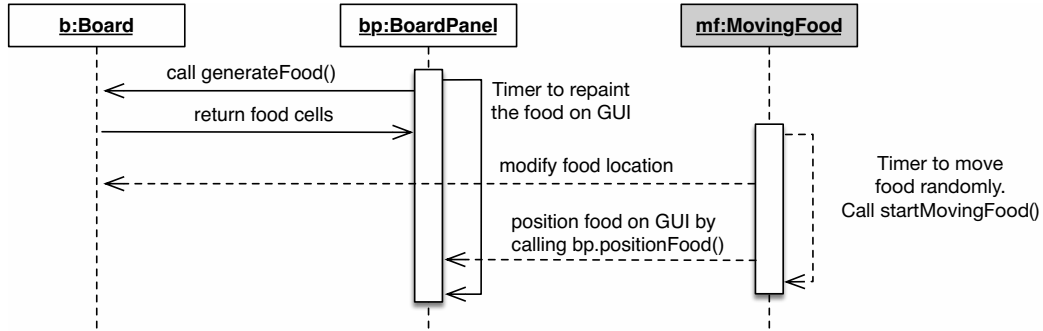 b:Board
bp:BoardPanel
mf:MovingFood
call generateFood()
Timer to repaint
the food on GUI
return food cells
modify food location
Timer to move
food randomly.
Call startMovingFood()
position food on GUI by
calling bp.positionFood()